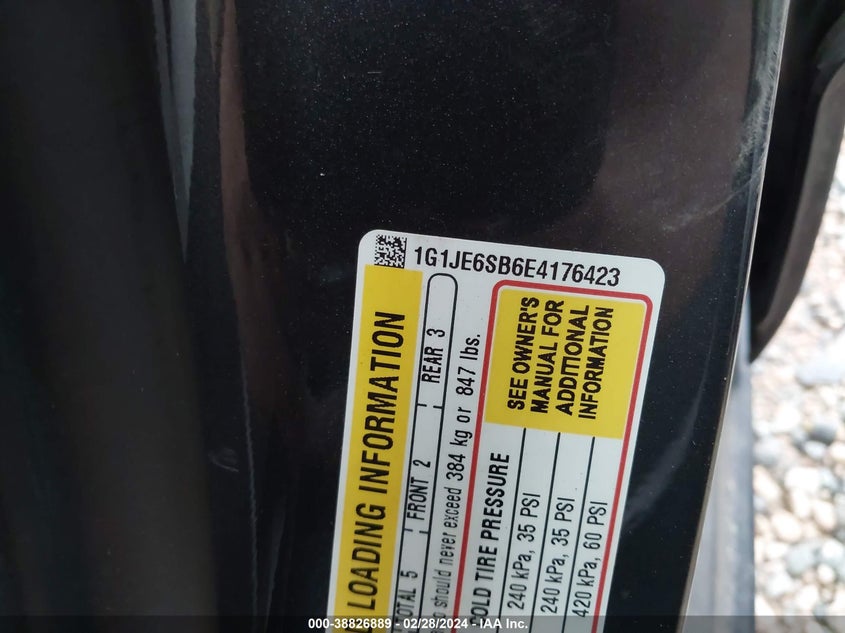 1G1JE6SB6E4176423
LOADING INFORMATION
5 FRONT 2 REAR 3
should never exceed 384 kg or 847 lbs.
TIRE PRESSURE
240 kPa, 35 PSI
240 kPa, 35 PSI
420 kPa, 60 PSI
SEE OWNER'S
MANUAL FOR
ADDITIONAL
INFORMATION
000-38826889 / 02/28/2024 - IAA Inc.